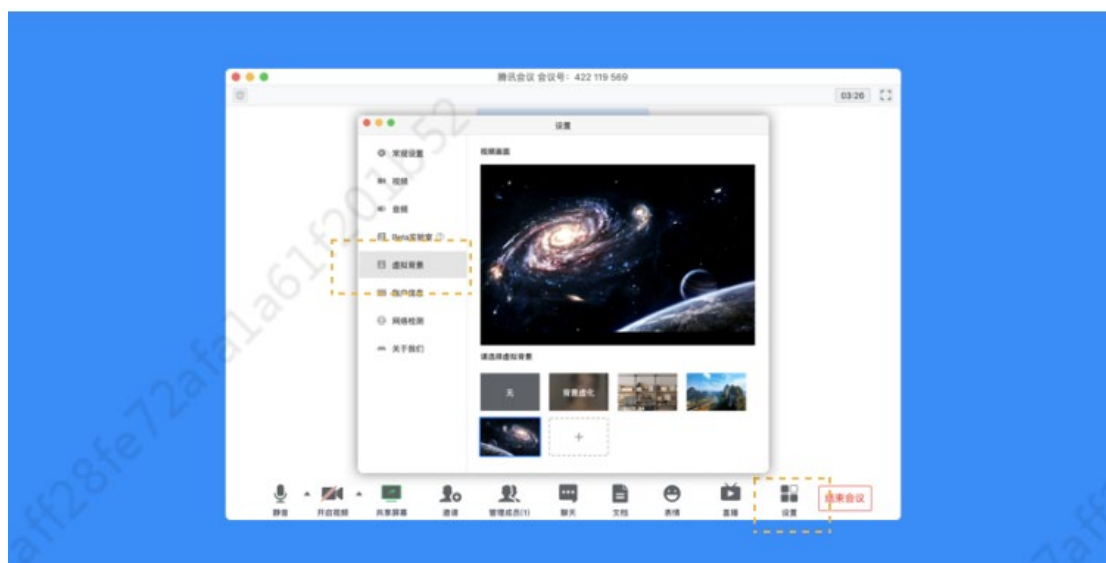 腾讯会议 会议号：422 119 569
03:26
设置
常规设置
视频画面
视频
音频
Beta实验室
虚拟背景
账户信息
网络检测
关于我们
请选择虚拟背景
无
背景虚化
静音
开启视频
共享屏幕
邀请
管理成员(1)
聊天
文档
表情
直播
设置
结束会议